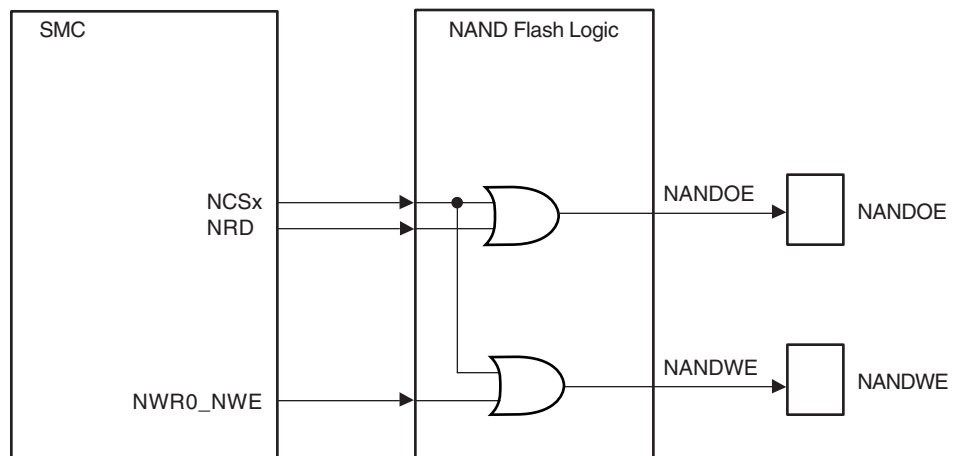 SMC
NAND Flash Logic
NCSx
NRD
NANDOE
NANDOE
NWR0_NWE
NANDWE
NANDWE